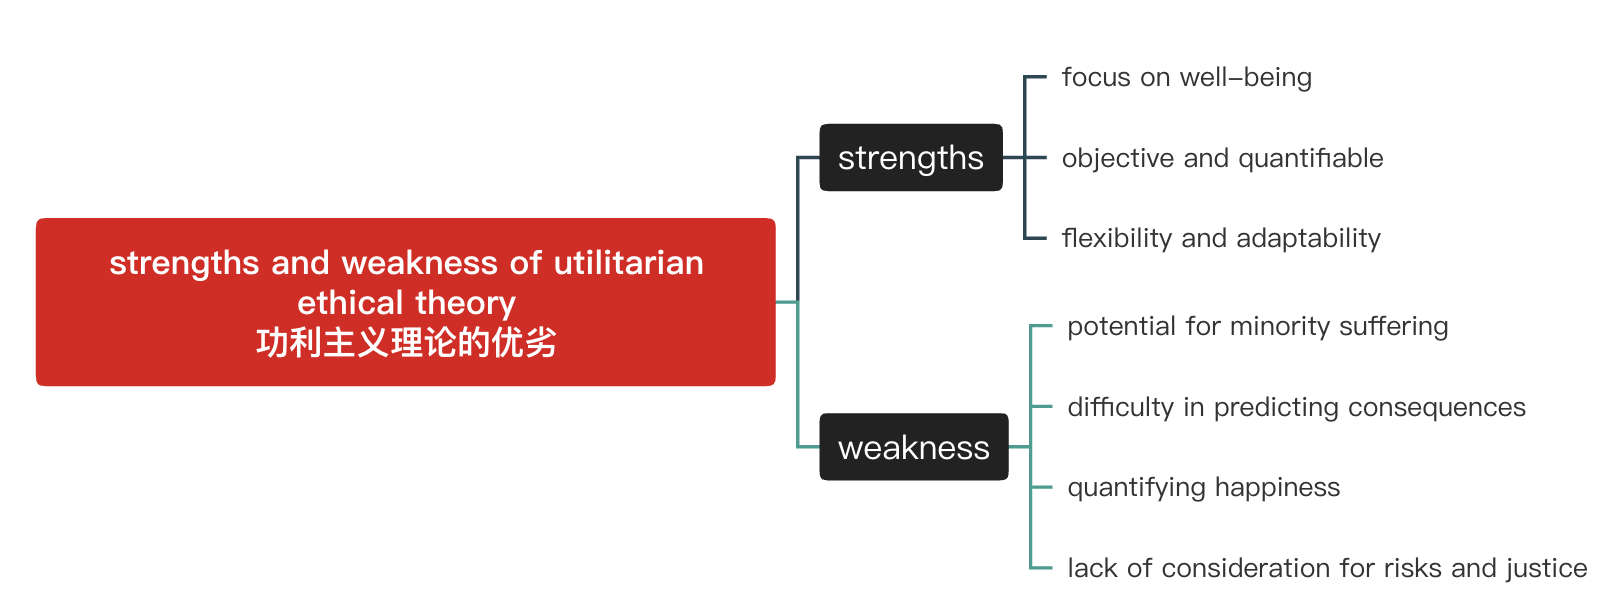 strengths and weakness of utilitarian
ethical theory
功利主义理论的优劣
strengths
focus on well–being
objective and quantifiable
flexibility and adaptability
weakness
potential for minority suffering
difficulty in predicting consequences
quantifying happiness
lack of consideration for risks and justice